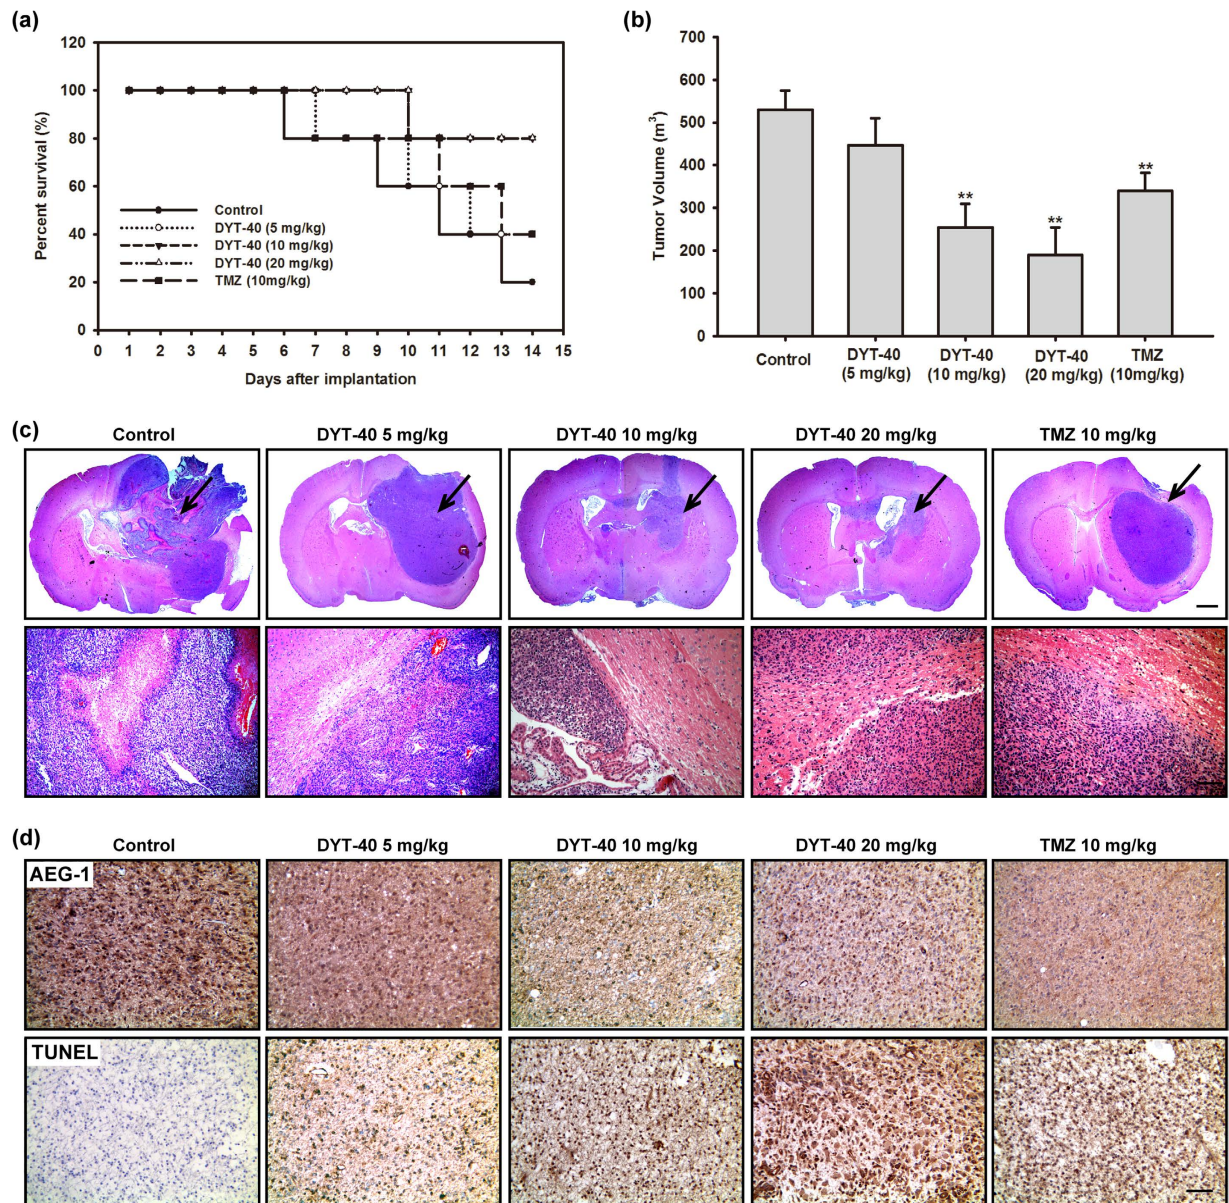 (a)
120
100
80
60
40
20
0
Percent survival (%)
Control
DYT-40 (5 mg/kg)
DYT-40 (10 mg/kg)
DYT-40 (20 mg/kg)
TMZ (10mg/kg)
0 1 2 3 4 5 6 7 8 9 10 11 12 13 14 15
Days after implantation
(b)
700
600
500
400
300
200
100
0
Tumor Volume (m³)
**
**
**
Control
DYT-40 (5 mg/kg)
DYT-40 (10 mg/kg)
DYT-40 (20 mg/kg)
TMZ (10mg/kg)
(c)
Control DYT-40 5 mg/kg DYT-40 10 mg/kg DYT-40 20 mg/kg TMZ 10 mg/kg
(d)
Control DYT-40 5 mg/kg DYT-40 10 mg/kg DYT-40 20 mg/kg TMZ 10 mg/kg
AEG-1
TUNEL